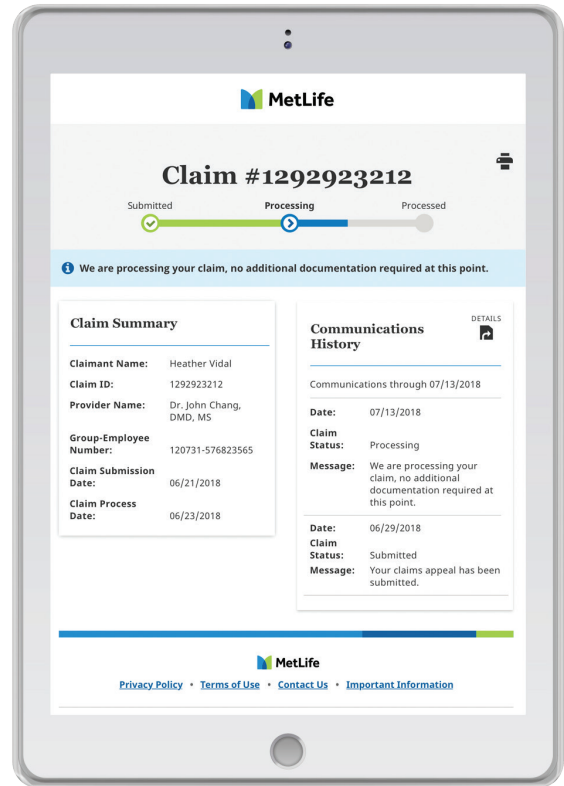 MetLife
Claim #1292923212
Submitted
Processing
Processed
We are processing your claim, no additional documentation required at this point.
Claim Summary
Claimant Name: Heather Vidal
Claim ID: 1292923212
Provider Name: Dr. John Chang,
DMD, MS
Group-Employee
Number: 120731-576823565
Claim Submission
Date: 06/21/2018
Claim Process
Date: 06/23/2018
DETAILS
Communications
History
Communications through 07/13/2018
Date: 07/13/2018
Claim
Status: Processing
Message: We are processing your
claim, no additional
documentation required at
this point.
Date: 06/29/2018
Claim
Status: Submitted
Message: Your claims appeal has been
submitted.
MetLife
Privacy Policy • Terms of Use • Contact Us • Important Information